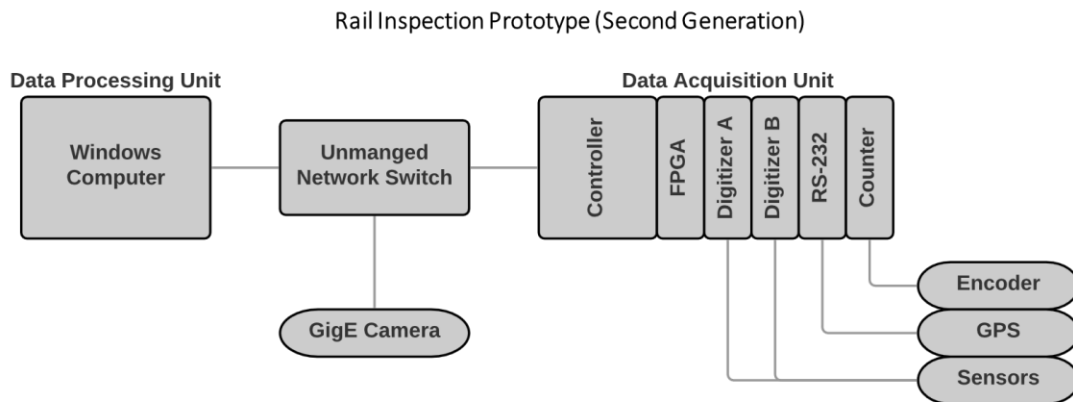 Rail Inspection Prototype (Second Generation)
Data Processing Unit
Data Acquisition Unit
Windows
Computer
Unmanged
Network Switch
Controller
FPGA
Digitizer A
Digitizer B
RS-232
Counter
GigE Camera
Encoder
GPS
Sensors